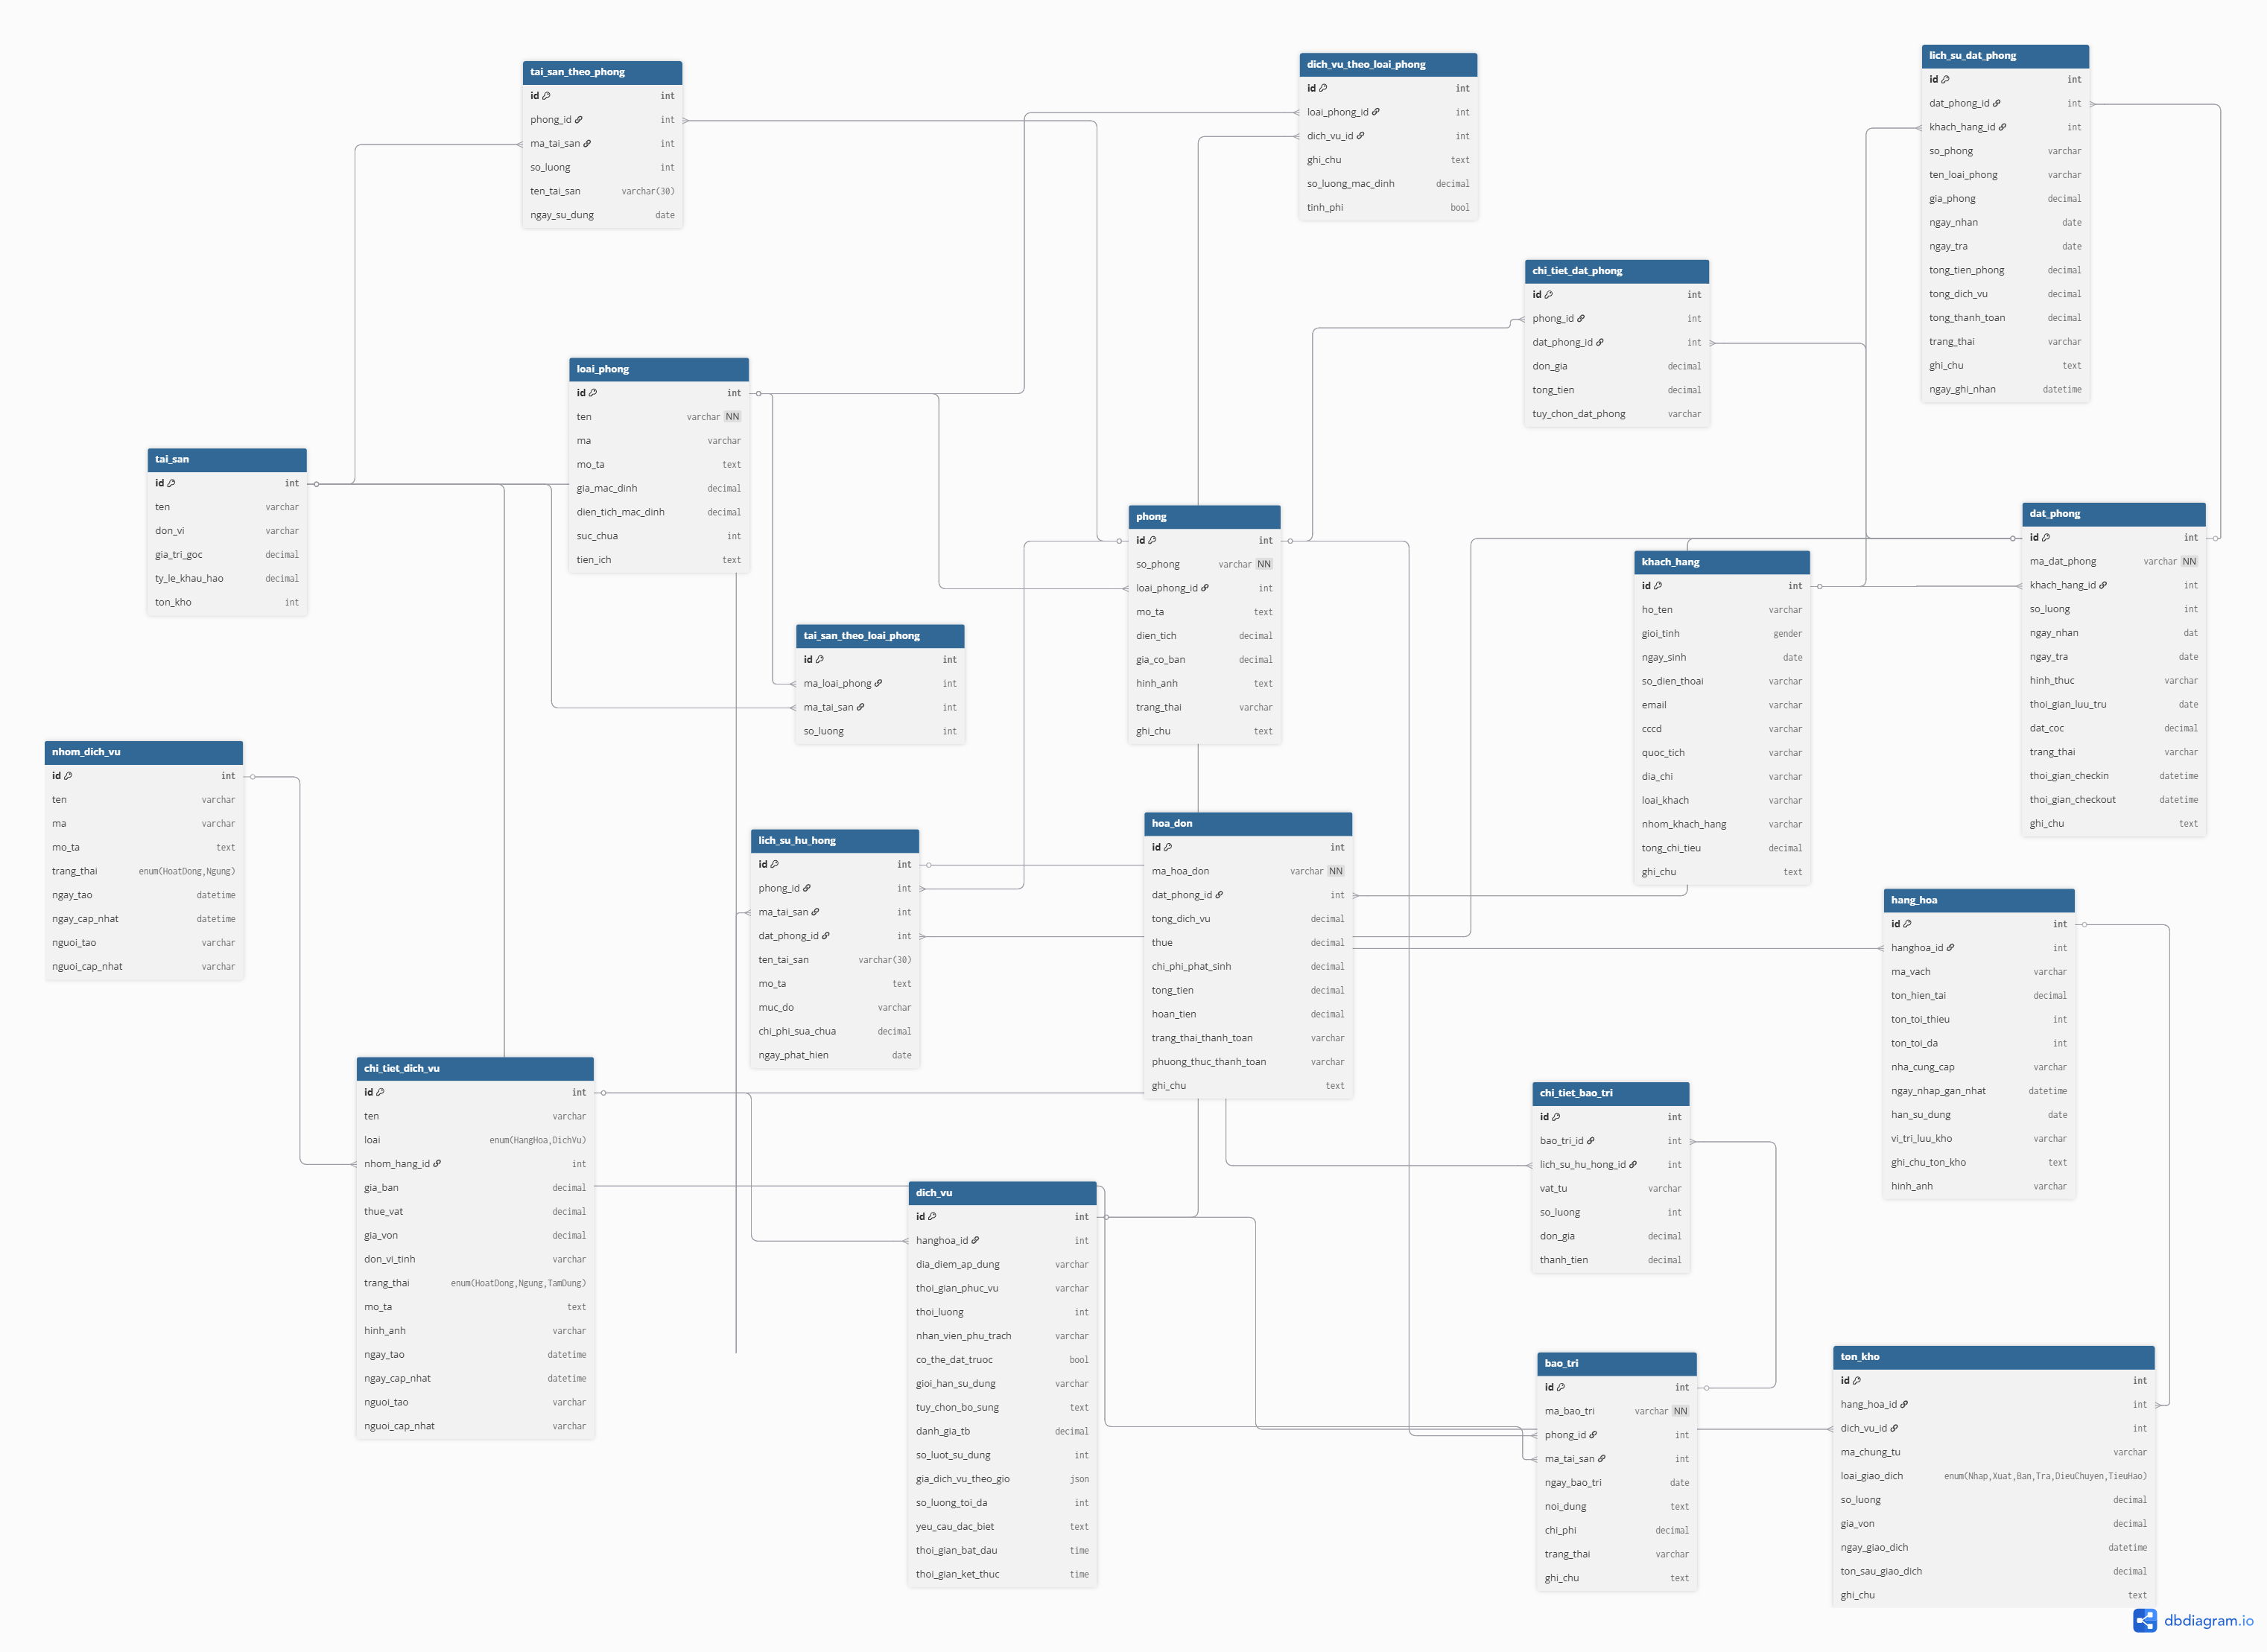 tai_san_theo_phong
id int
phong_id int
ma_tai_san int
so_luong int
ten_tai_san varchar(30)
ngay_su_dung date
dich_vu_theo_loai_phong
id int
loai_phong_id int
dich_vu_id int
ghi_chu text
so_luong_mac_dinh decimal
tinh_phi bool
lich_su_dat_phong
id int
dat_phong_id int
khach_hang_id int
so_phong varchar
ten_loai_phong varchar
gia_phong decimal
ngay_nhan date
ngay_tra date
tong_tien_phong decimal
tong_dich_vu decimal
tong_thanh_toan decimal
trang_thai varchar
ghi_chu text
ngay_ghi_nhan datetime
chi_tiet_dat_phong
id int
phong_id int
dat_phong_id int
don_gia decimal
tong_tien decimal
tuy_chon_dat_phong varchar
loai_phong
id int
ten varchar NN
ma varchar
mo_ta text
gia_mac_dinh decimal
dien_tich_mac_dinh decimal
suc_chua int
tien_ich text
tai_san
id int
ten varchar
don_vi varchar
gia_tri_goc decimal
ty_le_khau_hao decimal
ton_kho int
phong
id int
so_phong varchar NN
loai_phong_id int
mo_ta text
dien_tich decimal
gia_co_ban decimal
hinh_anh text
trang_thai varchar
ghi_chu text
dat_phong
id int
ma_dat_phong varchar NN
khach_hang_id int
so_luong int
ngay_nhan dat
ngay_tra date
hinh_thuc varchar
thoi_gian_luu_tru date
dat_coc decimal
trang_thai varchar
thoi_gian_checkin datetime
thoi_gian_checkout datetime
ghi_chu text
khach_hang
id int
ho_ten varchar
gioi_tinh gender
ngay_sinh date
so_dien_thoai varchar
email varchar
cccd varchar
quoc_tich varchar
dia_chi varchar
loai_khach varchar
nhom_khach_hang varchar
tong_chi_tieu decimal
ghi_chu text
tai_san_theo_loai_phong
id int
ma_loai_phong int
ma_tai_san int
so_luong int
nhom_dich_vu
id int
ten varchar
ma varchar
mo_ta text
trang_thai enum(HoatDong,Ngung)
ngay_tao datetime
ngay_cap_nhat datetime
nguoi_tao varchar
nguoi_cap_nhat varchar
lich_su_hu_hong
id int
phong_id int
ma_tai_san int
dat_phong_id int
ten_tai_san varchar(30)
mo_ta text
muc_do varchar
chi_phi_sua_chua decimal
ngay_phat_hien date
hoa_don
id int
ma_hoa_don varchar NN
dat_phong_id int
tong_dich_vu decimal
thue decimal
chi_phi_phat_sinh decimal
tong_tien decimal
hoan_tien decimal
trang_thai_thanh_toan varchar
phuong_thuc_thanh_toan varchar
ghi_chu text
hang_hoa
id int
hanghoa_id int
ma_vach varchar
ton_hien_tai decimal
ton_toi_thieu int
ton_toi_da int
nha_cung_cap varchar
ngay_nhap_gan_nhat datetime
han_su_dung date
vi_tri_luu_kho varchar
ghi_chu_ton_kho text
hinh_anh varchar
chi_tiet_dich_vu
id int
ten varchar
loai enum(HangHoa,DichVu)
nhom_hang_id int
gia_ban decimal
thue_vat decimal
gia_von decimal
don_vi_tinh varchar
trang_thai enum(HoatDong,Ngung,TamDung)
mo_ta text
hinh_anh varchar
ngay_tao datetime
ngay_cap_nhat datetime
nguoi_tao varchar
nguoi_cap_nhat varchar
chi_tiet_bao_tri
id int
bao_tri_id int
lich_su_hu_hong_id int
vat_tu varchar
so_luong int
don_gia decimal
thanh_tien decimal
dich_vu
id int
hanghoa_id int
dia_diem_ap_dung varchar
thoi_gian_phuc_vu varchar
thoi_luong int
nhan_vien_phu_trach varchar
co_the_dat_truoc bool
gioi_han_su_dung varchar
tuy_chon_bo_sung text
danh_gia_tb decimal
so_luot_su_dung int
gia_dich_vu_theo_gio json
so_luong_toi_da int
yeu_cau_dac_biet text
thoi_gian_bat_dau time
thoi_gian_ket_thuc time
bao_tri
id int
ma_bao_tri varchar NN
phong_id int
ma_tai_san int
ngay_bao_tri date
noi_dung text
chi_phi decimal
trang_thai varchar
ghi_chu text
ton_kho
id int
hang_hoa_id int
dich_vu_id int
ma_chung_tu varchar
loai_giao_dich enum(Nhap,Xuat,Ban,Tra,DieuChuyen,TieuHao)
so_luong decimal
gia_von decimal
ngay_giao_dich datetime
ton_sau_giao_dich decimal
ghi_chu text
dbdiagram.io